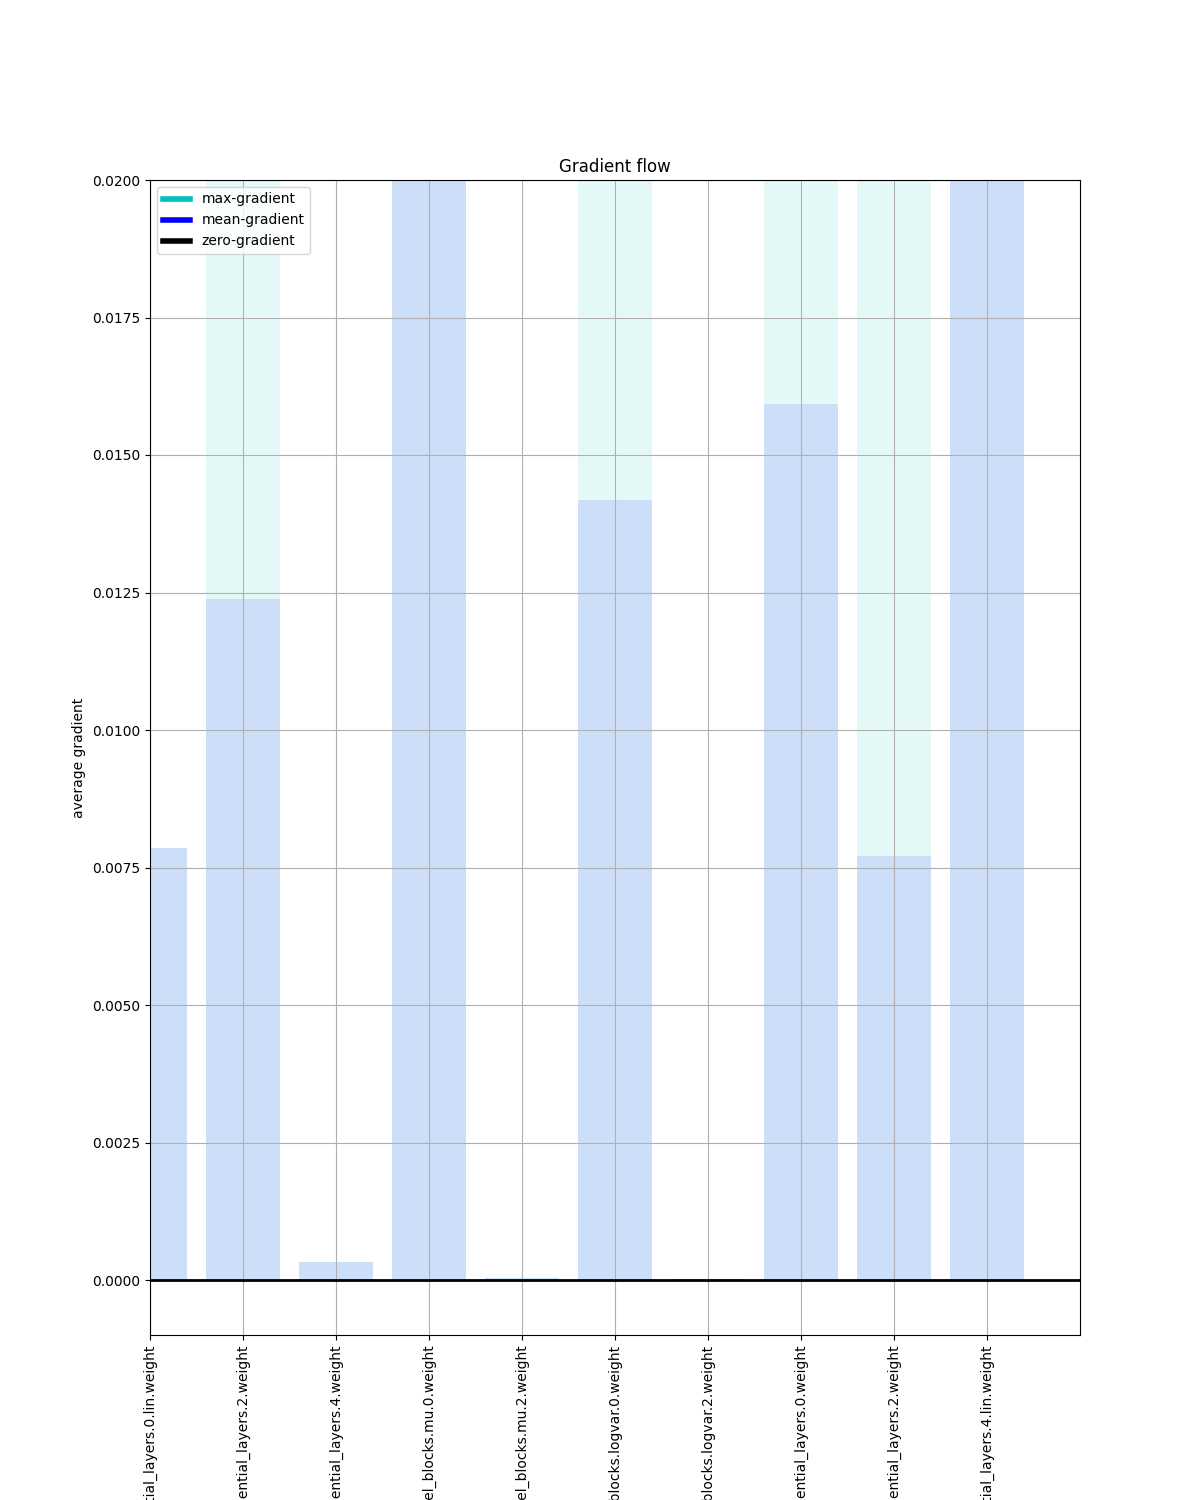 Gradient flow
max-gradient
mean-gradient
zero-gradient
0.0200
0.0175
0.0150
0.0125
0.0100
0.0075
0.0050
0.0025
0.0000
average gradient
tial_layers.0.lin.weight
ential_layers.2.weight
ential_layers.4.weight
el_blocks.mu.0.weight
el_blocks.mu.2.weight
blocks.logvar.0.weight
blocks.logvar.2.weight
ential_layers.0.weight
ential_layers.2.weight
tial_layers.4.lin.weight